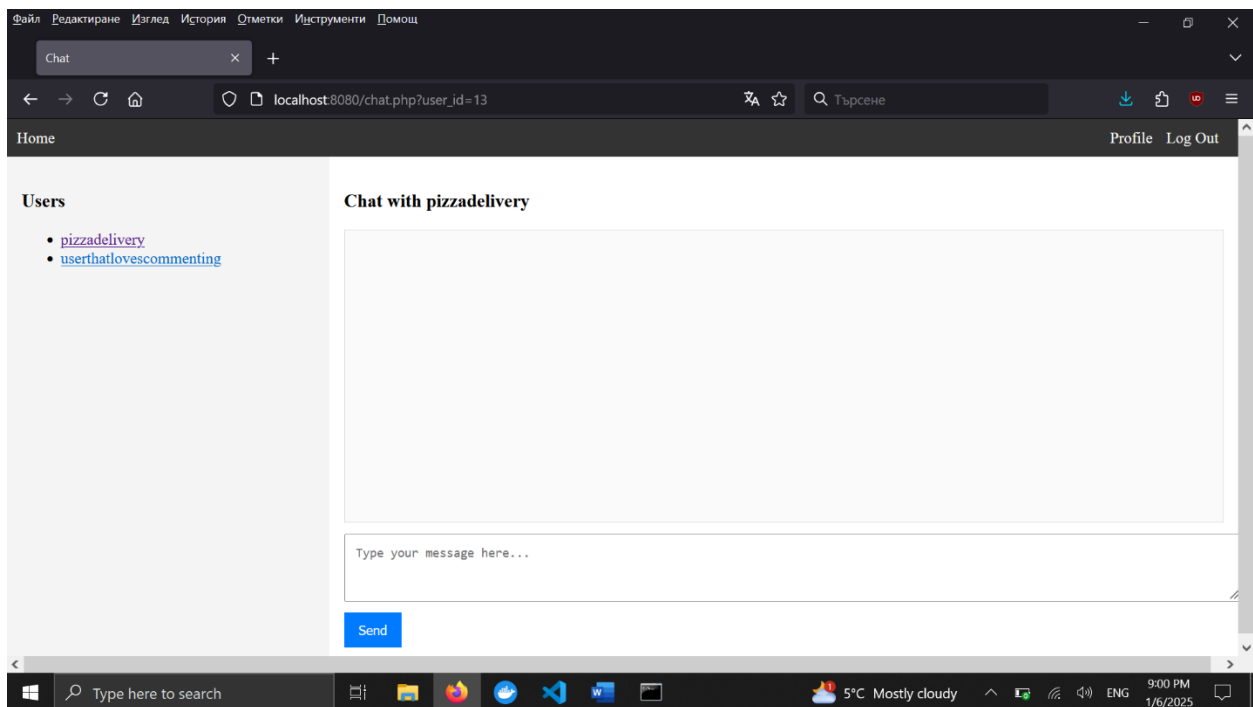 Файл Редактиране Изглед История Отметки Инструменти Помощ
Chat
localhost:8080/chat.php?user_id=13
Търсене
Home
Profile Log Out
Users
pizzadelivery
userthatlovescommenting
Chat with pizzadelivery
Type your message here...
Send
Type here to search
5°C Mostly cloudy
ENG
9:00 PM
1/6/2025